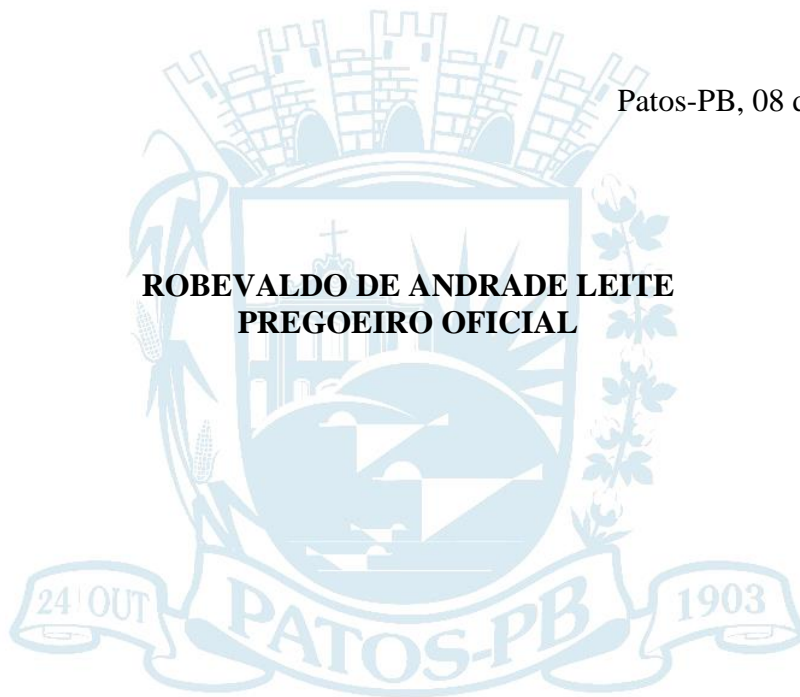 Patos-PB, 08
ROBEVALDO DE ANDRADE LEITE
PREGOEIRO OFICIAL
24 OUT
PATOS-PB
1903